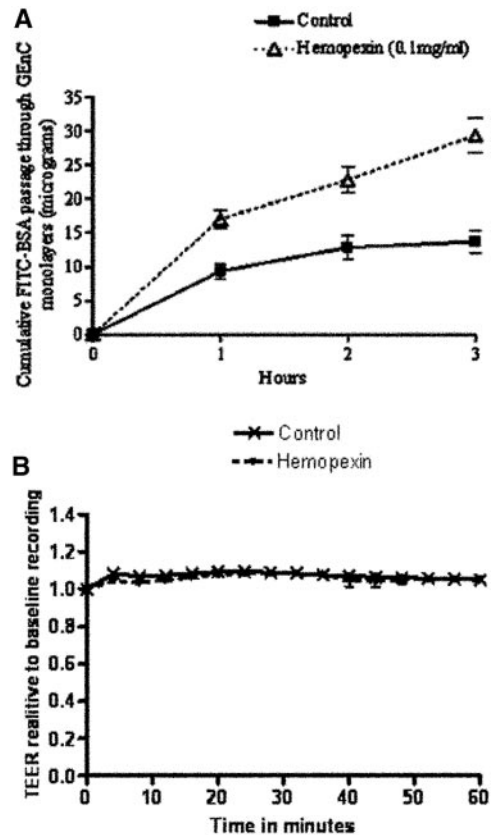 A
Control
Hemopexin (0.1mg/ml)
Cumulative FITC-BSA passage through GEnC
monolayers (micrograms)
35
30
25
20
15
10
5
0
0 1 2 3
Hours
Control
Hemopexin
B
TEER realitive to baseline recording
1.4
1.2
1.0
0.8
0.6
0.4
0.2
0.0
0 10 20 30 40 50 60
Time in minutes